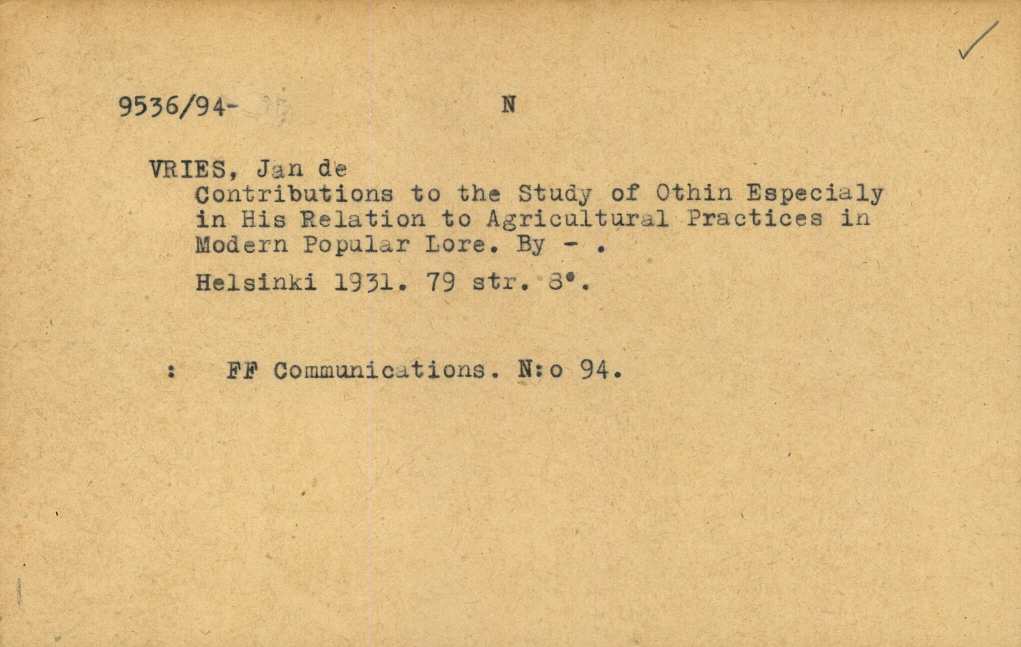 9536/94- N
VRIES, Jan de
Contributions to the Study of Othin Especialy
in His Relation to Agricultural Practices in
Modern Popular Lore. By - .
Helsinki 1931. 79 str. 8°.
: FF Communications. N:o 94.